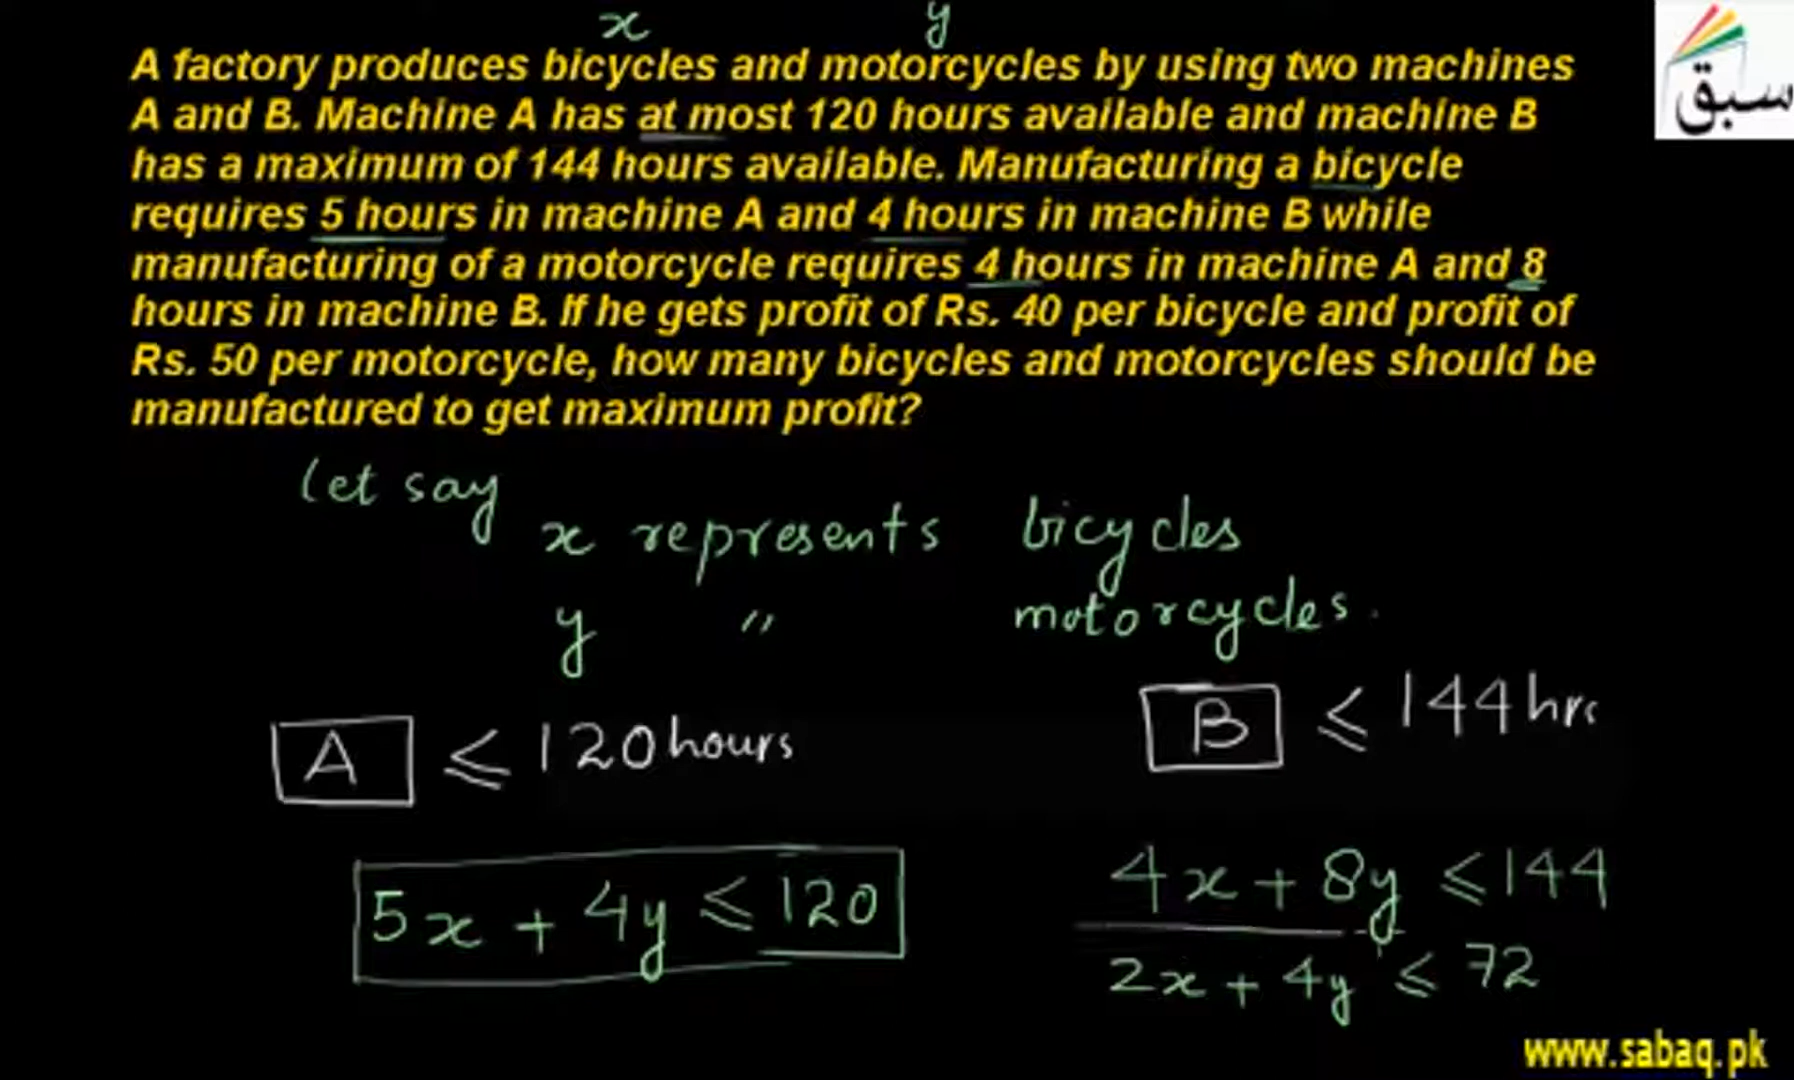 x y
A factory produces bicycles and motorcycles by using two machines
A and B. Machine A has at most 120 hours available and machine B
has a maximum of 144 hours available. Manufacturing a bicycle
requires 5 hours in machine A and 4 hours in machine B while
manufacturing of a motorcycle requires 4 hours in machine A and 8
hours in machine B. If he gets profit of Rs. 40 per bicycle and profit of
Rs. 50 per motorcycle, how many bicycles and motorcycles should be
manufactured to get maximum profit?
سبق
Let say
x represents bicycles
y " motorcycles.
A ≤ 120 hours
B ≤ 144 hrs
5x + 4y ≤ 120
4x + 8y ≤ 144
2x + 4y ≤ 72
www.sabaq.pk